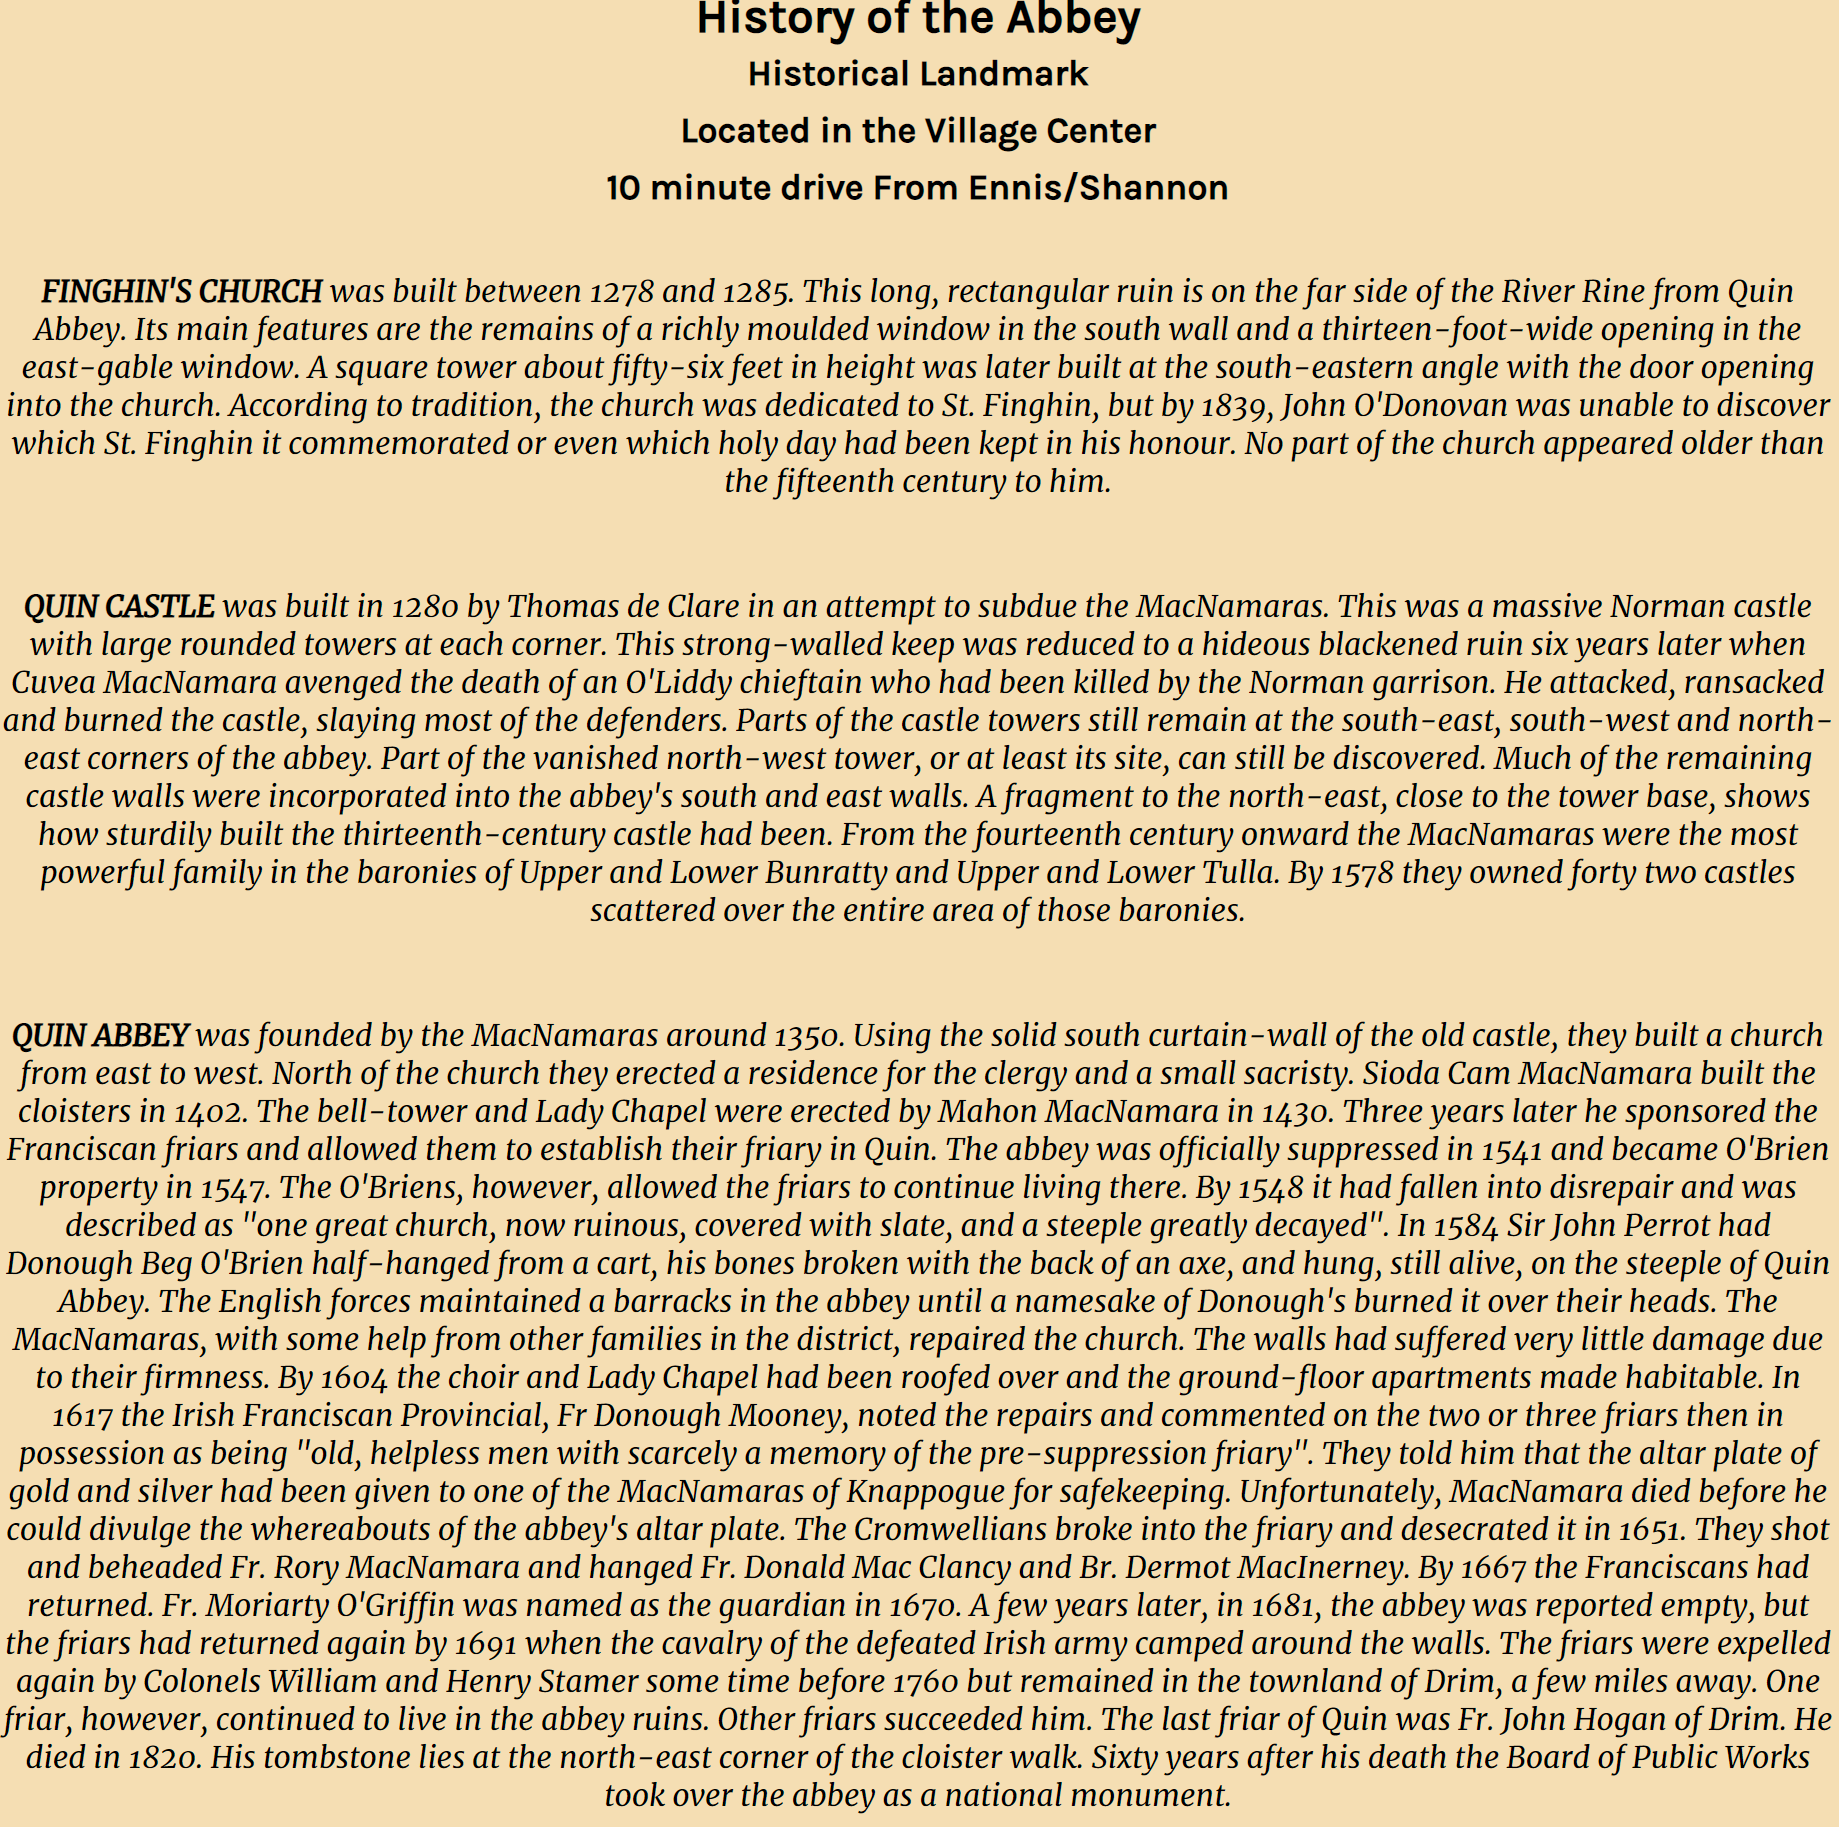 History of the Abbey
Historical Landmark
Located in the Village Center
10 minute drive From Ennis/Shannon
FINGHIN'S CHURCH was built between 1278 and 1285. This long, rectangular ruin is on the far side of the River Rine from Quin
Abbey. Its main features are the remains of a richly moulded window in the south wall and a thirteen-foot-wide opening in the
east-gable window. A square tower about fifty-six feet in height was later built at the south-eastern angle with the door opening
into the church. According to tradition, the church was dedicated to St. Finghin, but by 1839, John O'Donovan was unable to discover
which St. Finghin it commemorated or even which holy day had been kept in his honour. No part of the church appeared older than
the fifteenth century to him.
QUIN CASTLE was built in 1280 by Thomas de Clare in an attempt to subdue the MacNamaras. This was a massive Norman castle
with large rounded towers at each corner. This strong-walled keep was reduced to a hideous blackened ruin six years later when
Cuvea MacNamara avenged the death of an O'Liddy chieftain who had been killed by the Norman garrison. He attacked, ransacked
and burned the castle, slaying most of the defenders. Parts of the castle towers still remain at the south-east, south-west and north-
east corners of the abbey. Part of the vanished north-west tower, or at least its site, can still be discovered. Much of the remaining
castle walls were incorporated into the abbey's south and east walls. A fragment to the north-east, close to the tower base, shows
how sturdily built the thirteenth-century castle had been. From the fourteenth century onward the MacNamaras were the most
powerful family in the baronies of Upper and Lower Bunratty and Upper and Lower Tulla. By 1578 they owned forty two castles
scattered over the entire area of those baronies.
QUIN ABBEY was founded by the MacNamaras around 1350. Using the solid south curtain-wall of the old castle, they built a church
from east to west. North of the church they erected a residence for the clergy and a small sacristy. Sioda Cam MacNamara built the
cloisters in 1402. The bell-tower and Lady Chapel were erected by Mahon MacNamara in 1430. Three years later he sponsored the
Franciscan friars and allowed them to establish their friary in Quin. The abbey was officially suppressed in 1541 and became O'Brien
property in 1547. The O'Briens, however, allowed the friars to continue living there. By 1548 it had fallen into disrepair and was
described as "one great church, now ruinous, covered with slate, and a steeple greatly decayed". In 1584 Sir John Perrot had
Donough Beg O'Brien half-hanged from a cart, his bones broken with the back of an axe, and hung, still alive, on the steeple of Quin
Abbey. The English forces maintained a barracks in the abbey until a namesake of Donough's burned it over their heads. The
MacNamaras, with some help from other families in the district, repaired the church. The walls had suffered very little damage due
to their firmness. By 1604 the choir and Lady Chapel had been roofed over and the ground-floor apartments made habitable. In
1617 the Irish Franciscan Provincial, Fr Donough Mooney, noted the repairs and commented on the two or three friars then in
possession as being "old, helpless men with scarcely a memory of the pre-suppression friary". They told him that the altar plate of
gold and silver had been given to one of the MacNamaras of Knappogue for safekeeping. Unfortunately, MacNamara died before he
could divulge the whereabouts of the abbey's altar plate. The Cromwellians broke into the friary and desecrated it in 1651. They shot
and beheaded Fr. Rory MacNamara and hanged Fr. Donald Mac Clancy and Br. Dermot MacInerney. By 1667 the Franciscans had
returned. Fr. Moriarty O'Griffin was named as the guardian in 1670. A few years later, in 1681, the abbey was reported empty, but
the friars had returned again by 1691 when the cavalry of the defeated Irish army camped around the walls. The friars were expelled
again by Colonels William and Henry Stamer some time before 1760 but remained in the townland of Drim, a few miles away. One
friar, however, continued to live in the abbey ruins. Other friars succeeded him. The last friar of Quin was Fr. John Hogan of Drim. He
died in 1820. His tombstone lies at the north-east corner of the cloister walk. Sixty years after his death the Board of Public Works
took over the abbey as a national monument.